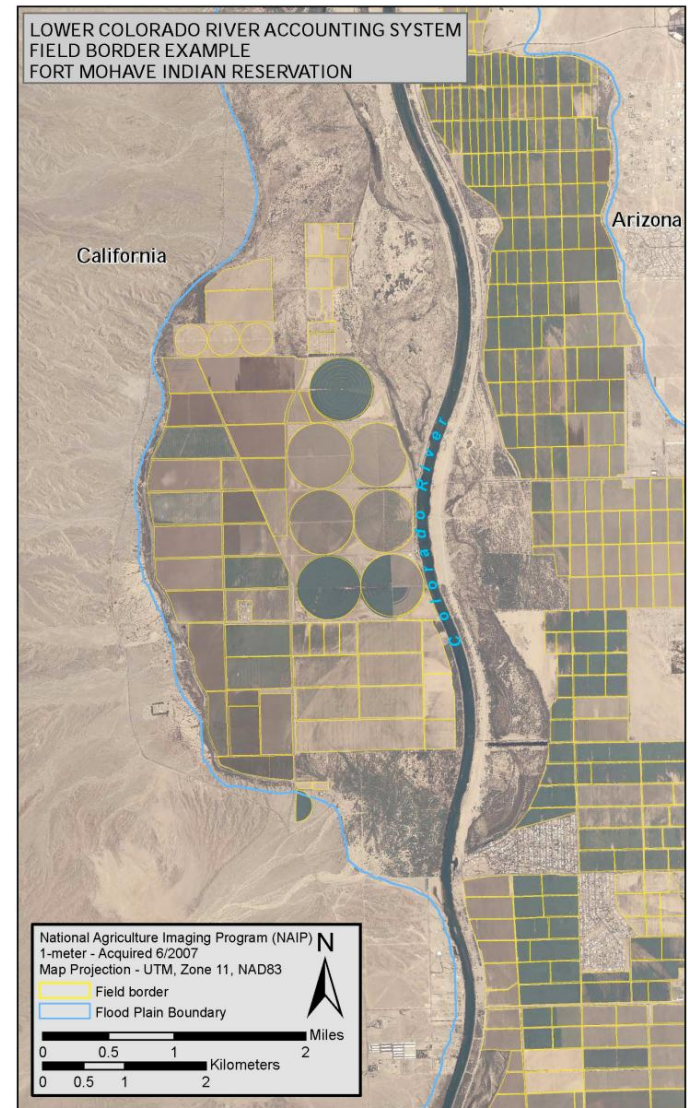 LOWER COLORADO RIVER ACCOUNTING SYSTEM
FIELD BORDER EXAMPLE
FORT MOHAVE INDIAN RESERVATION
Arizona
California
Colorado River
National Agriculture Imaging Program (NAIP)
N
1-meter - Acquired 6/2007
Map Projection - UTM, Zone 11, NAD83
Field border
Flood Plain Boundary
Miles
0 0.5 1 2
Kilometers
0 0.5 1 2